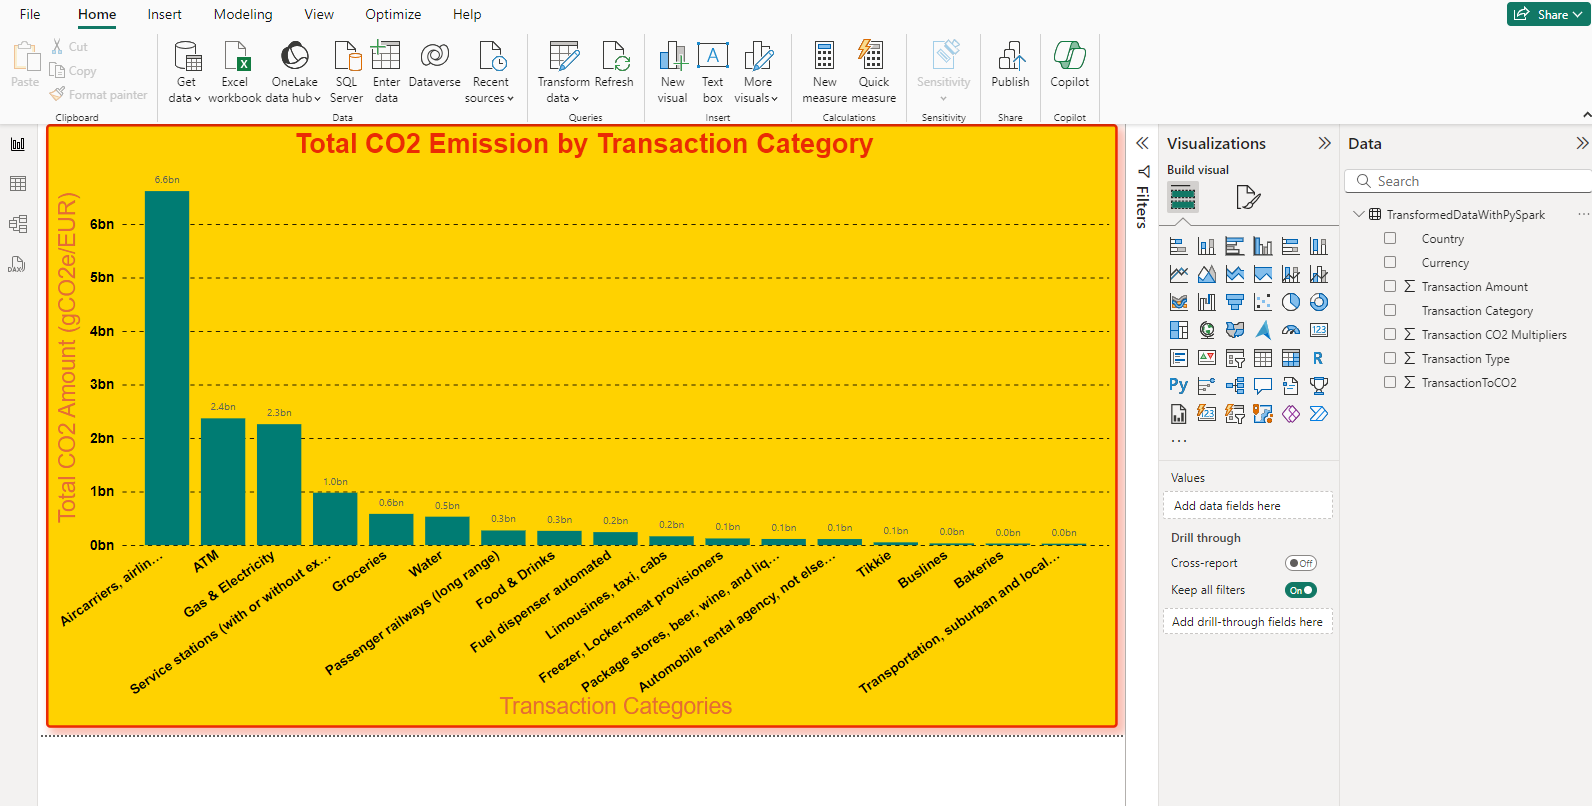 File Home Insert Modeling View Optimize Help Share
Paste Cut
Copy
Format painter
Get data
Excel workbook
OneLake data hub
SQL Server
Enter data
Dataverse
Recent sources
Transform data
Refresh
New visual
Text box
More visuals
New measure
Quick measure
Sensitivity
Publish
Copilot
Clipboard Data Queries Insert Calculations Sensitivity Share Copilot
Total CO2 Emission by Transaction Category
Total CO2 Amount (gCO2e/EUR)
6bn
5bn
4bn
3bn
2bn
1bn
0bn
6.6bn
2.4bn
2.3bn
1.0bn
0.6bn
0.5bn
0.3bn
0.3bn
0.2bn
0.2bn
0.1bn
0.1bn
0.1bn
0.1bn
0.0bn
0.0bn
0.0bn
Aircarriers, airlin...
ATM
Gas & Electricity
Service stations (with or without ex...
Groceries
Water
Passenger railways (long range)
Food & Drinks
Fuel dispenser automated
Limousines, taxi, cabs
Freezer, Locker-meat provisioners
Package stores, beer, wine, and liq...
Automobile rental agency, not else...
Tikkie
Buslines
Bakeries
Transportation, suburban and local...
Transaction Categories
Filters
Visualizations
Build visual
123
R
Py
123
...
Values
Add data fields here
Drill through
Cross-report Off
Keep all filters On
Add drill-through fields here
Data
Search
TransformedDataWithPySpark ...
Country
Currency
∑ Transaction Amount
Transaction Category
∑ Transaction CO2 Multipliers
∑ Transaction Type
∑ TransactionToCO2
DAX